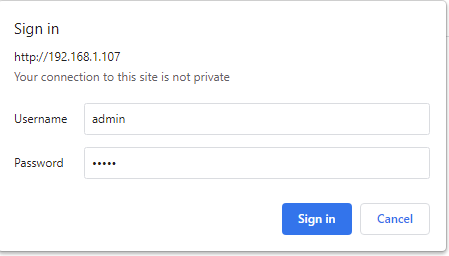 Sign in
http://192.168.1.107
Your connection to this site is not private
Username admin
Password •••••
Sign in Cancel